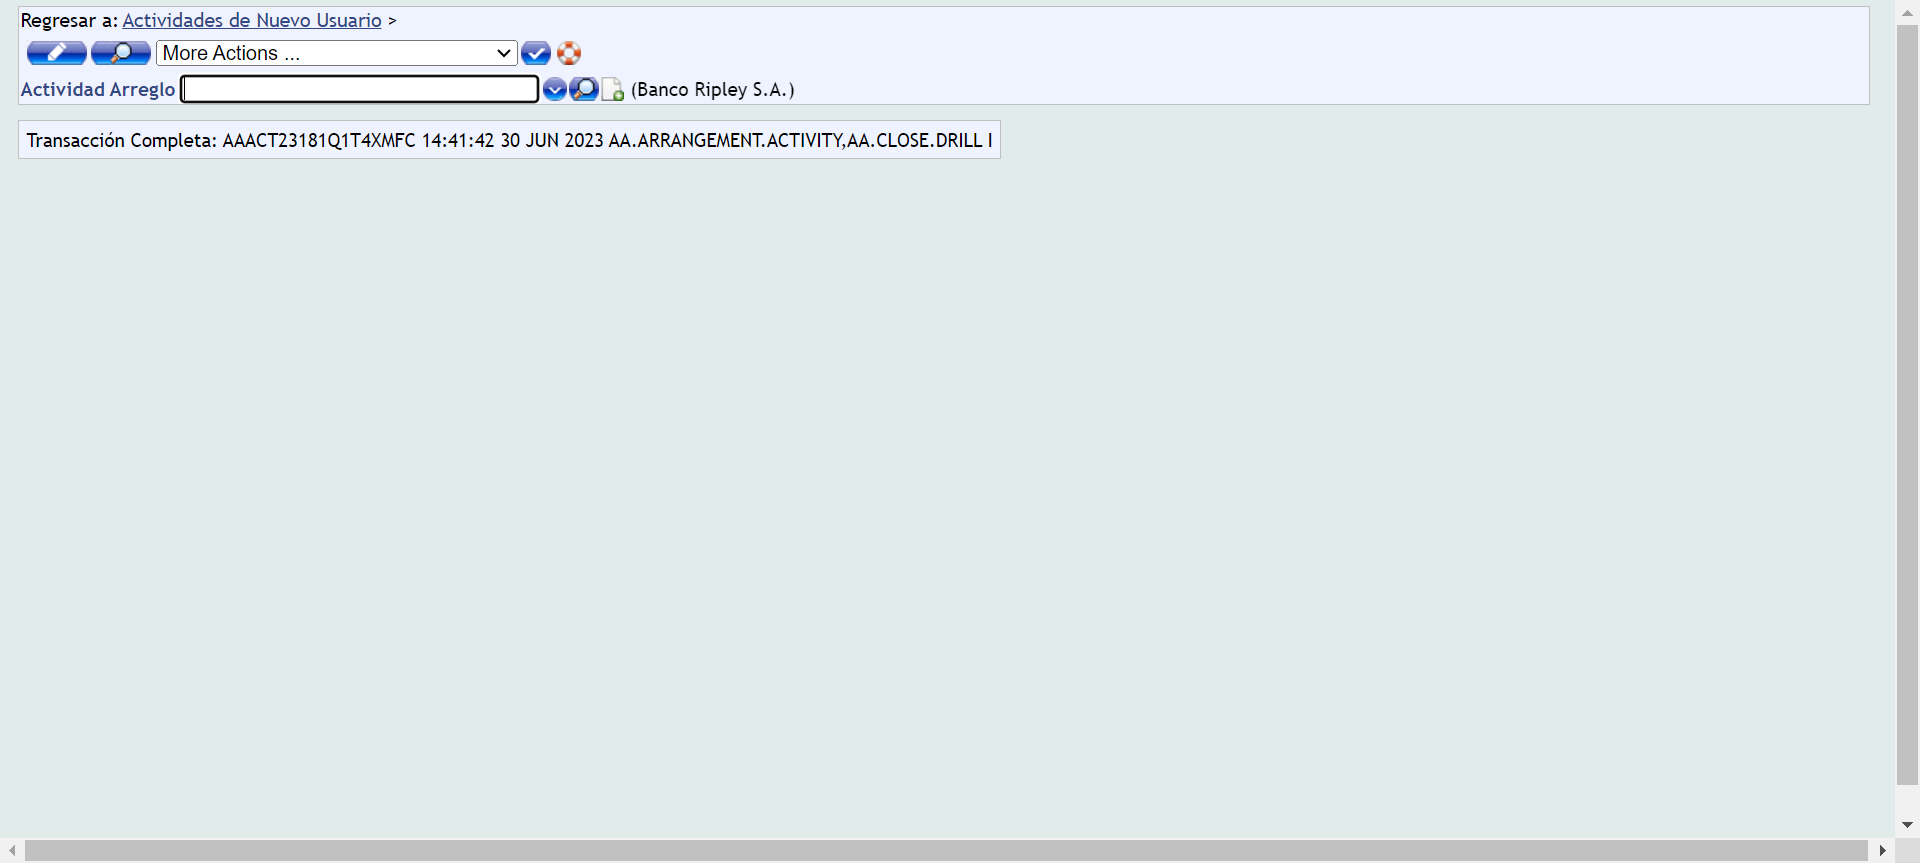 Regresar a: Actividades de Nuevo Usuario >
More Actions ...
Actividad Arreglo (Banco Ripley S.A.)
Transacción Completa: AAACT23181Q1T4XMFC 14:41:42 30 JUN 2023 AA.ARRANGEMENT.ACTIVITY,AA.CLOSE.DRILL I